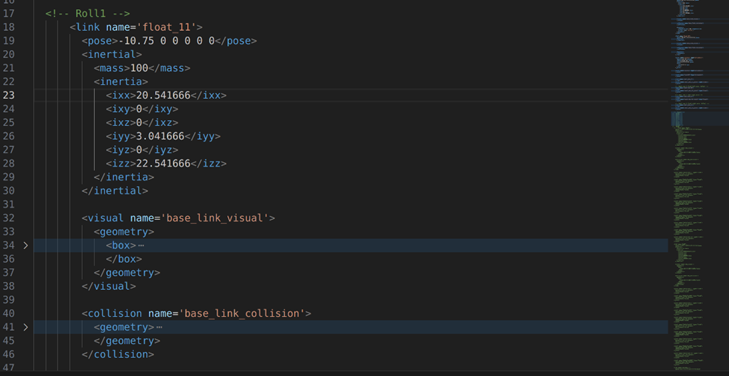 16
17 <!-- Roll1 -->
18 <link name='float_11'>
19 <pose>-10.75 0 0 0 0 0</pose>
20 <inertial>
21 <mass>100</mass>
22 <inertia>
23 <ixx>20.541666</ixx>
24 <ixy>0</ixy>
25 <ixz>0</ixz>
26 <iyy>3.041666</iyy>
27 <iyz>0</iyz>
28 <izz>22.541666</izz>
29 </inertia>
30 </inertial>
31
32 <visual name='base_link_visual'>
33 <geometry>
34 <box>⋯
36 </box>
37 </geometry>
38 </visual>
39
40 <collision name='base_link_collision'>
41 <geometry>⋯
45 </geometry>
46 </collision>
47